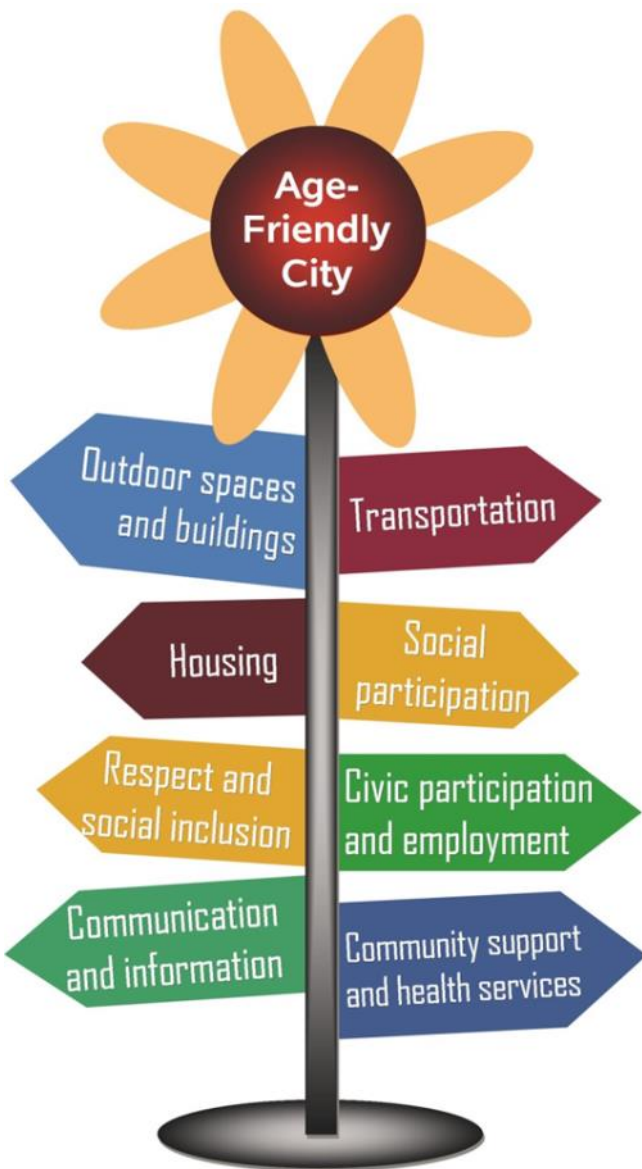 Age-
Friendly
City
Outdoor spaces
and buildings
Transportation
Housing
Social
participation
Respect and
social inclusion
Civic participation
and employment
Communication
and information
Community support
and health services